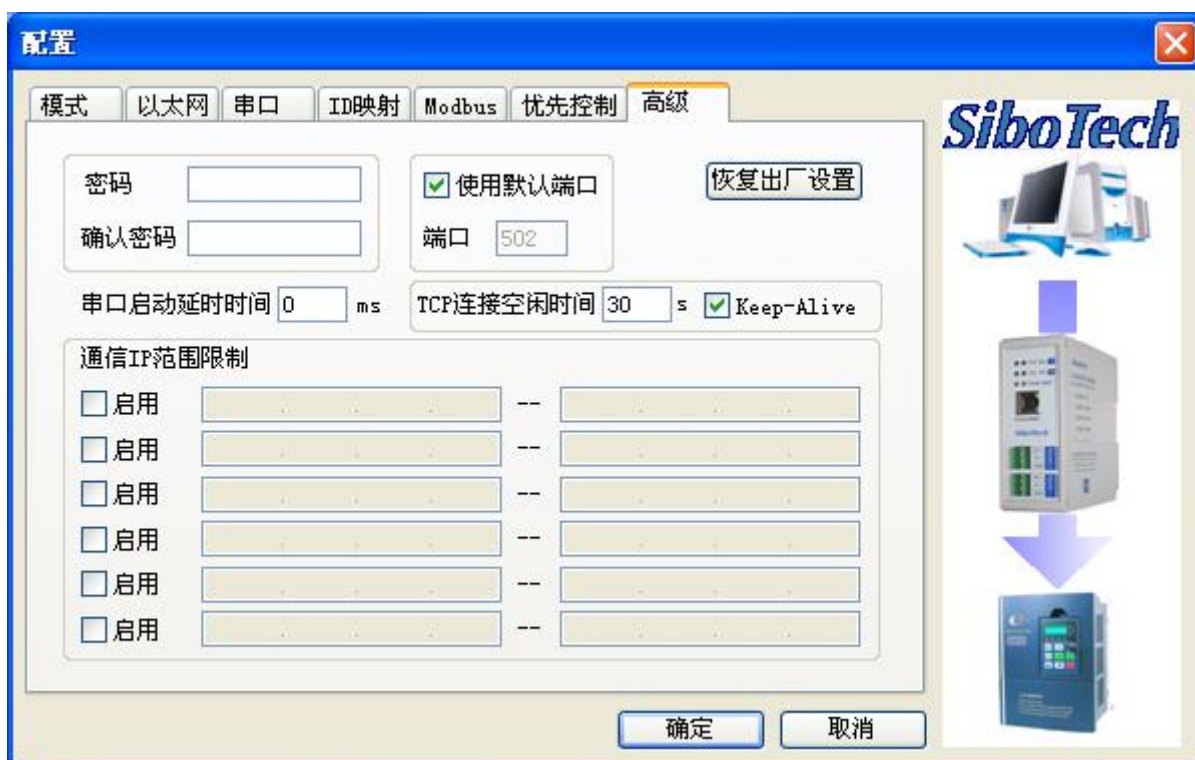 配置
模式 以太网 串口 ID映射 Modbus 优先控制 高级
SiboTech
密码
使用默认端口
恢复出厂设置
确认密码
端口 502
串口启动延时时间 0 ms
TCP连接空闲时间 30 s Keep-Alive
通信IP范围限制
启用 . . . -- . . .
启用 . . . -- . . .
启用 . . . -- . . .
启用 . . . -- . . .
启用 . . . -- . . .
启用 . . . -- . . .
确定 取消